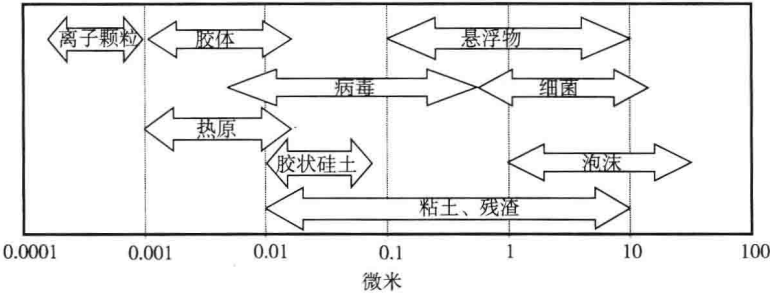 离子颗粒 胶体 悬浮物
病毒 细菌
热原
胶状硅土 泡沫
粘土、残渣
0.0001 0.001 0.01 0.1 1 10 100
微米